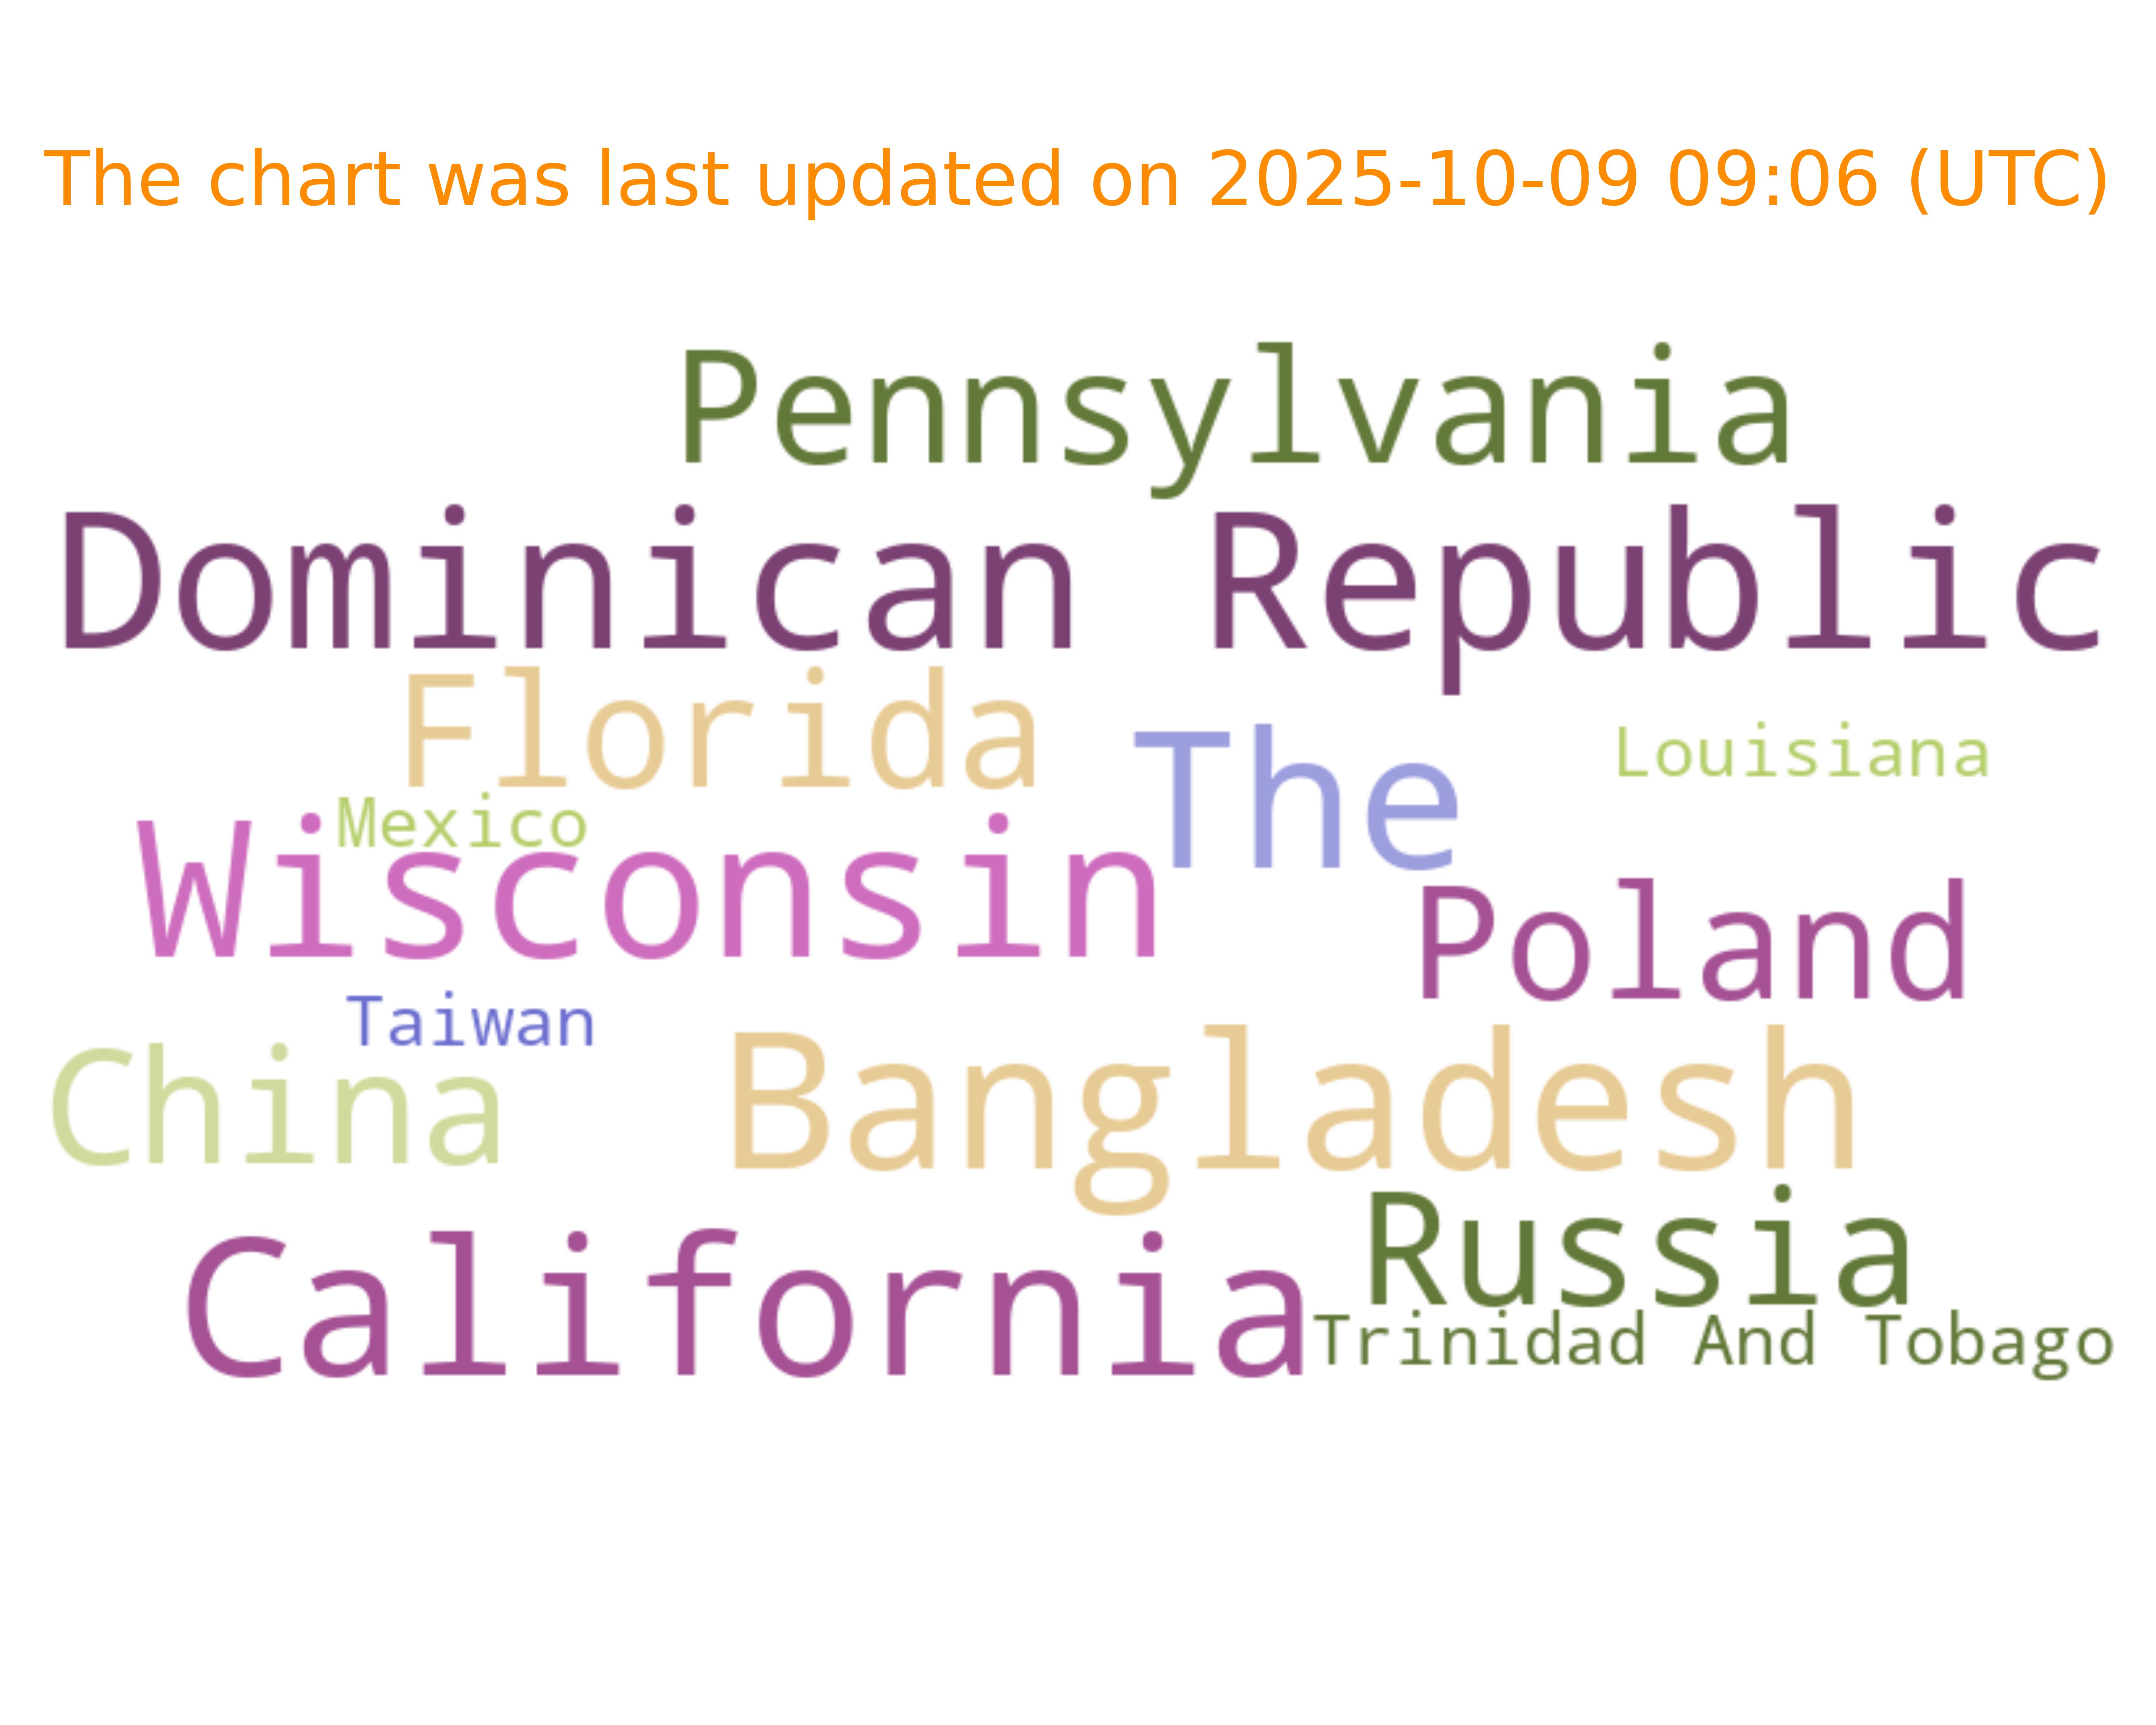 The chart was last updated on 2025-10-09 09:06 (UTC)
Pennsylvania
Dominican Republic
Florida
The
Louisiana
Mexico
Wisconsin
Poland
Taiwan
China
Bangladesh
Russia
California
Trinidad And Tobago